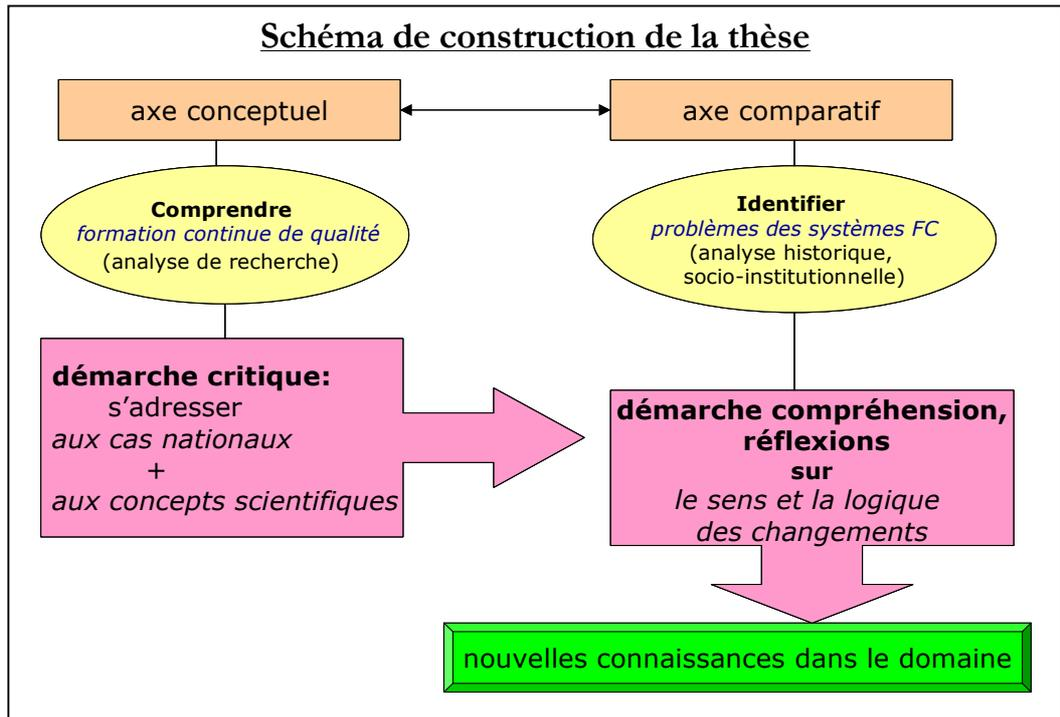 Schéma de construction de la thèse
axe conceptuel
axe comparatif
Comprendre
formation continue de qualité
(analyse de recherche)
Identifier
problèmes des systèmes FC
(analyse historique,
socio-institutionnelle)
démarche critique:
s’adresser
aux cas nationaux
+
aux concepts scientifiques
démarche compréhension,
réflexions
sur
le sens et la logique
des changements
nouvelles connaissances dans le domaine